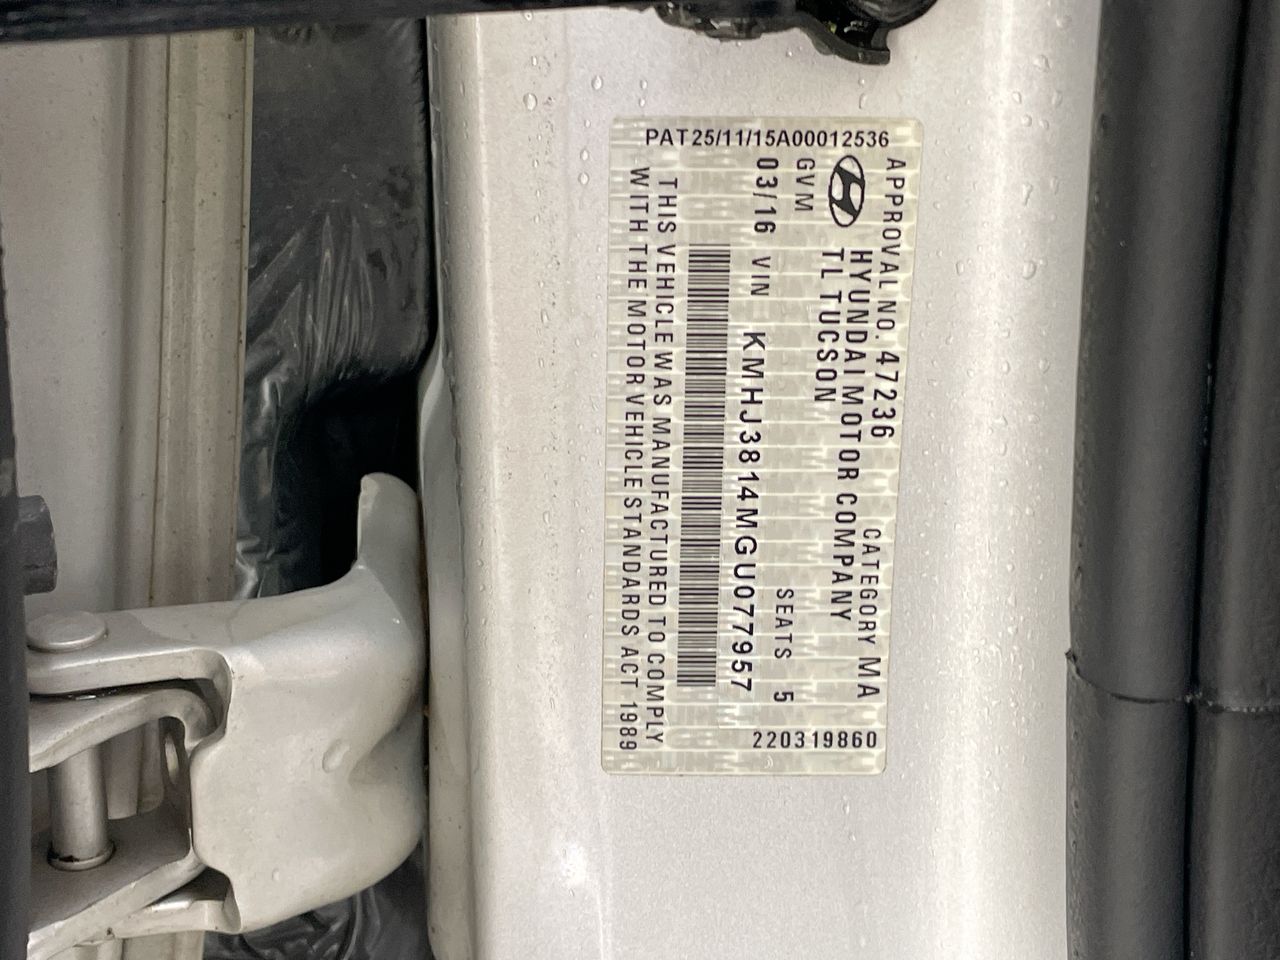 APPROVAL NO. 47236 CATEGORY MA
HYUNDAI MOTOR COMPANY
TL TUCSON
GVM SEATS 5
03/16 VIN KMHJ3814MGU077957
THIS VEHICLE WAS MANUFACTURED TO COMPLY
WITH THE MOTOR VEHICLE STANDARDS ACT 1989
PAT25/11/15A00012536
220319860